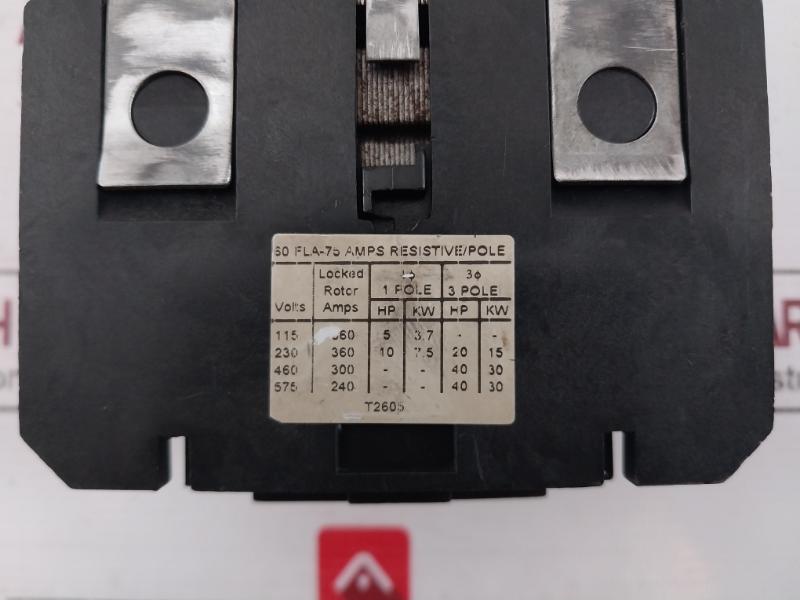 60 FLA-75 AMPS RESISTIVE/POLE
Volts Locked Rotor Amps 1ϕ 1 POLE 3ϕ 3 POLE
HP KW HP KW
115 360 5 3.7 - -
230 360 10 7.5 20 15
460 300 - - 40 30
575 240 - - 40 30
T2605